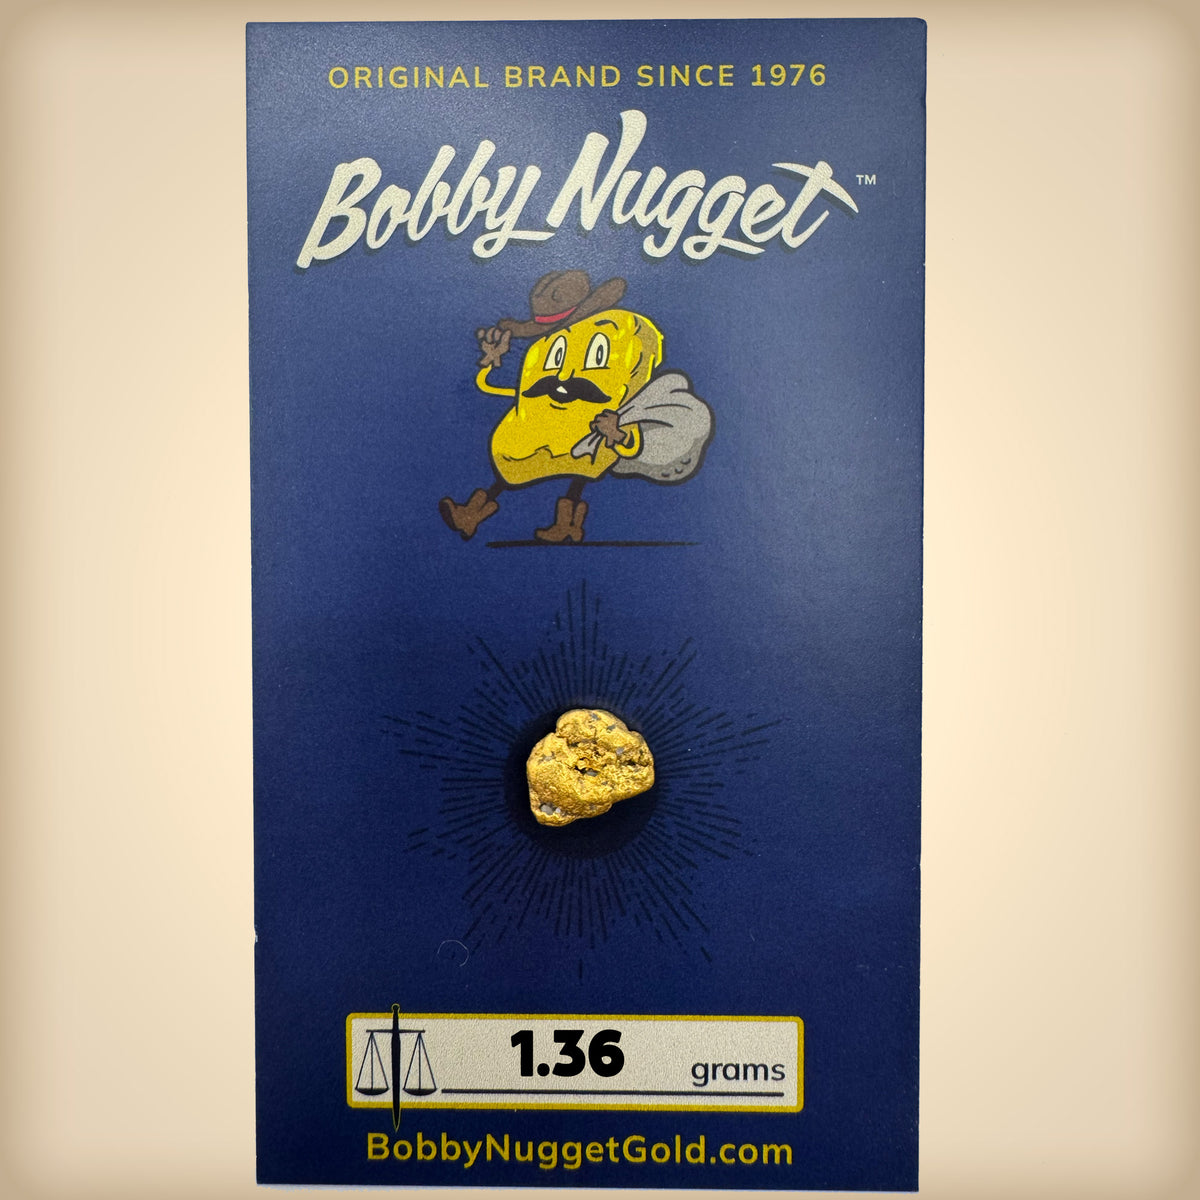 ORIGINAL BRAND SINCE 1976
Bobby Nugget™
1.36 grams
BobbyNuggetGold.com